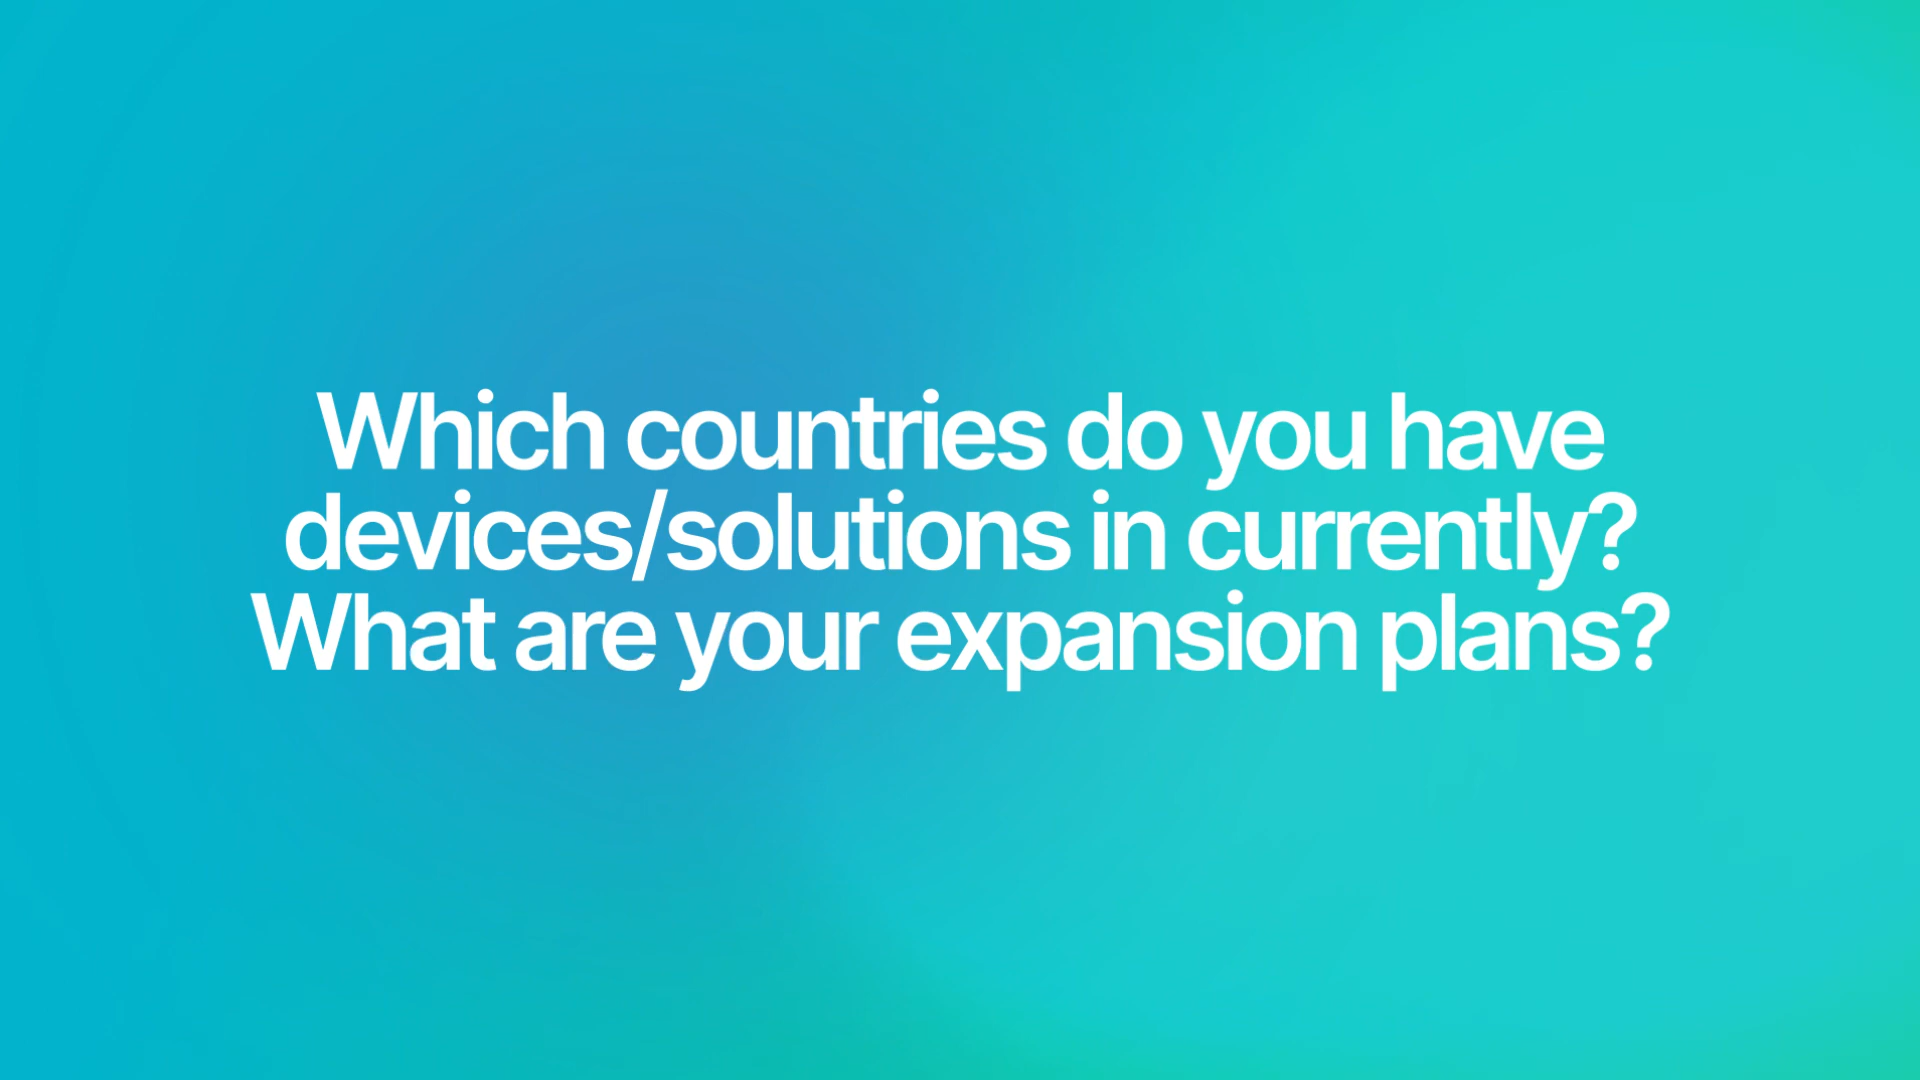 Which countries do you have
devices/solutions in currently?
What are your expansion plans?